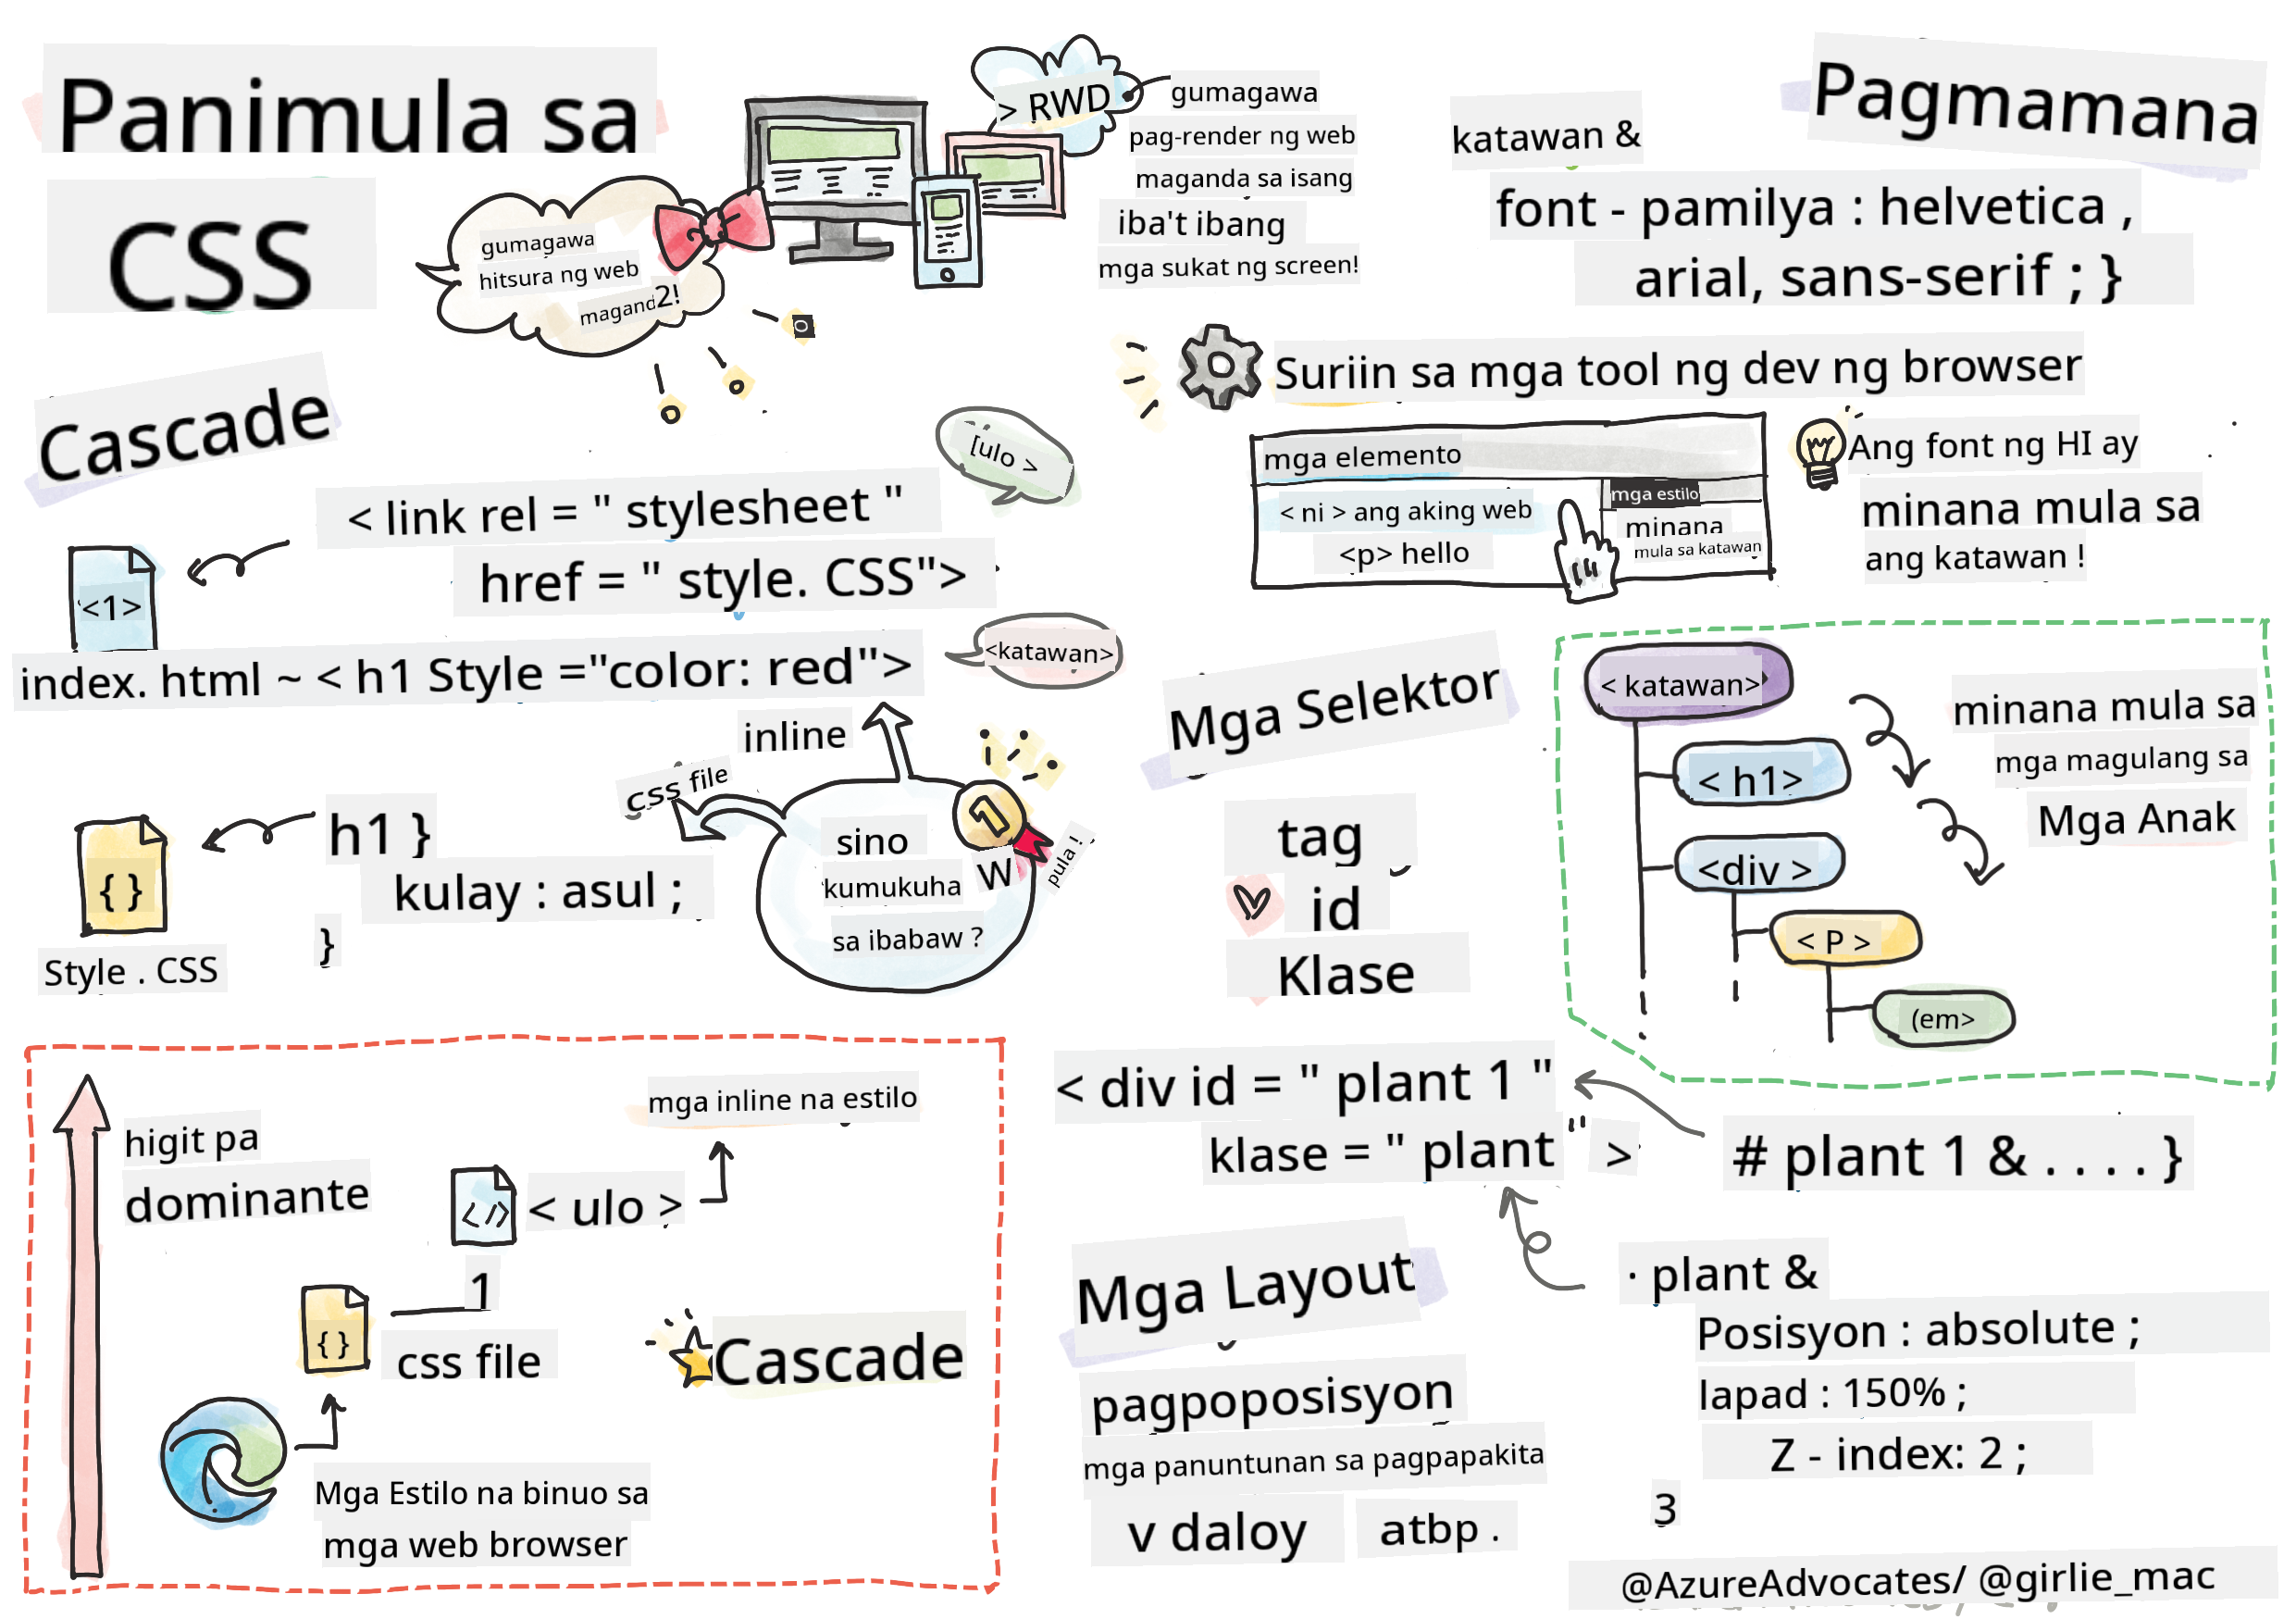 Panimula sa
CSS
gumagawa
hitsura ng web
magand2!
> RWD
gumagawa
pag-render ng web
maganda sa isang
iba't ibang
mga sukat ng screen!
Cascade
[ulo >
< link rel = " stylesheet "
href = " style. CSS">
<1>
index. html ~ < h1 Style ="color: red">
<katawan>
inline
css file
h1 }
kulay : asul ;
}
{ }
Style . CSS
sino
kumukuha
sa ibabaw ?
1
W
pula !
higit pa
dominante
mga inline na estilo
</>
< ulo >
1
{ }
css file
Cascade
Mga Estilo na binuo sa
mga web browser
Pagmamana
katawan &
font - pamilya : helvetica ,
arial, sans-serif ; }
Suriin sa mga tool ng dev ng browser
mga elemento
< ni > ang aking web
<p> hello
mga estilo
minana
mula sa katawan
Ang font ng HI ay
minana mula sa
ang katawan !
Mga Selektor
tag
id
Klase
< katawan>
< h1>
<div >
< P >
(em>
minana mula sa
mga magulang sa
Mga Anak
< div id = " plant 1 "
klase = " plant " >
# plant 1 & . . . . }
· plant &
Posisyon : absolute ;
lapad : 150% ;
Z - index: 2 ;
3
Mga Layout
pagpoposisyon
mga panuntunan sa pagpapakita
v daloy atbp .
@AzureAdvocates/ @girlie_mac